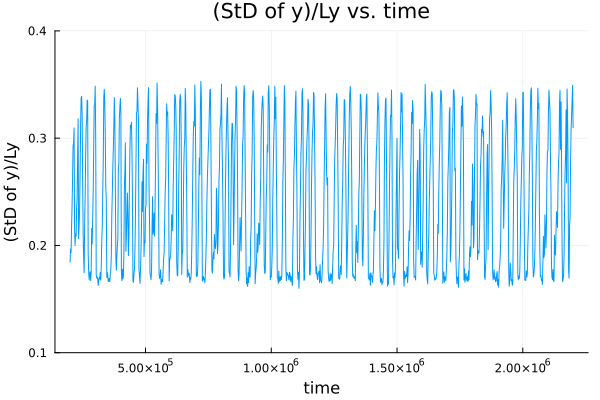 (StD of y)/Ly vs. time
(StD of y)/Ly
0.4
0.3
0.2
0.1
5.00×10⁵ 1.00×10⁶ 1.50×10⁶ 2.00×10⁶
time